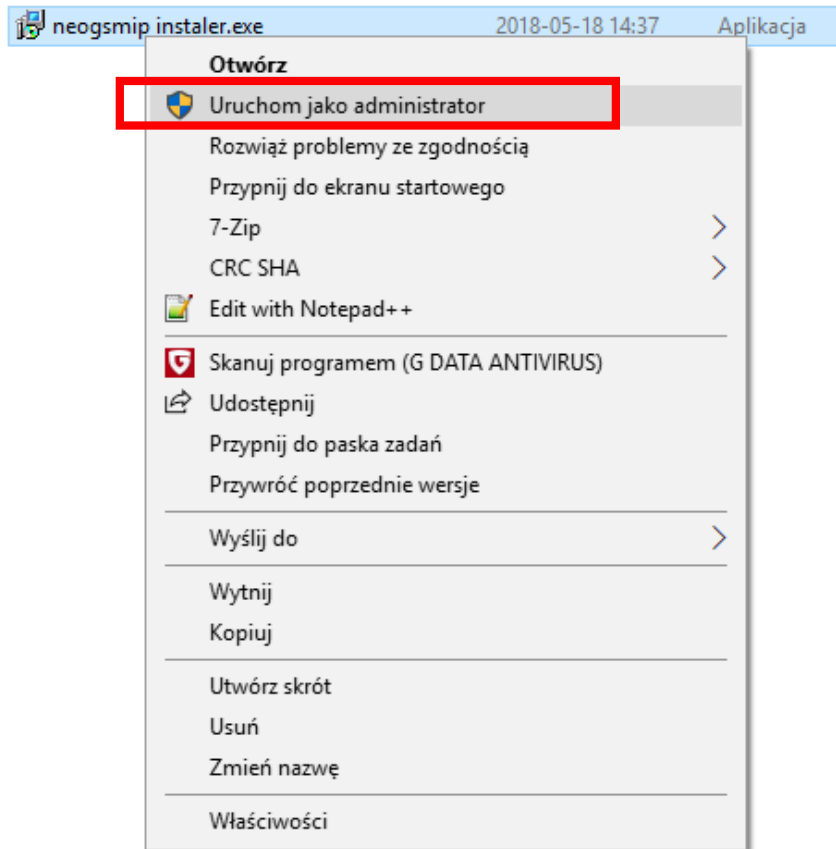 neogsmip instaler.exe 2018-05-18 14:37 Aplikacja
Otwórz
Uruchom jako administrator
Rozwiąż problemy ze zgodnością
Przypnij do ekranu startowego
7-Zip
CRC SHA
Edit with Notepad++
Skanuj programem (G DATA ANTIVIRUS)
Udostępnij
Przypnij do paska zadań
Przywróć poprzednie wersje
Wyślij do
Wytnij
Kopiuj
Utwórz skrót
Usuń
Zmień nazwę
Właściwości